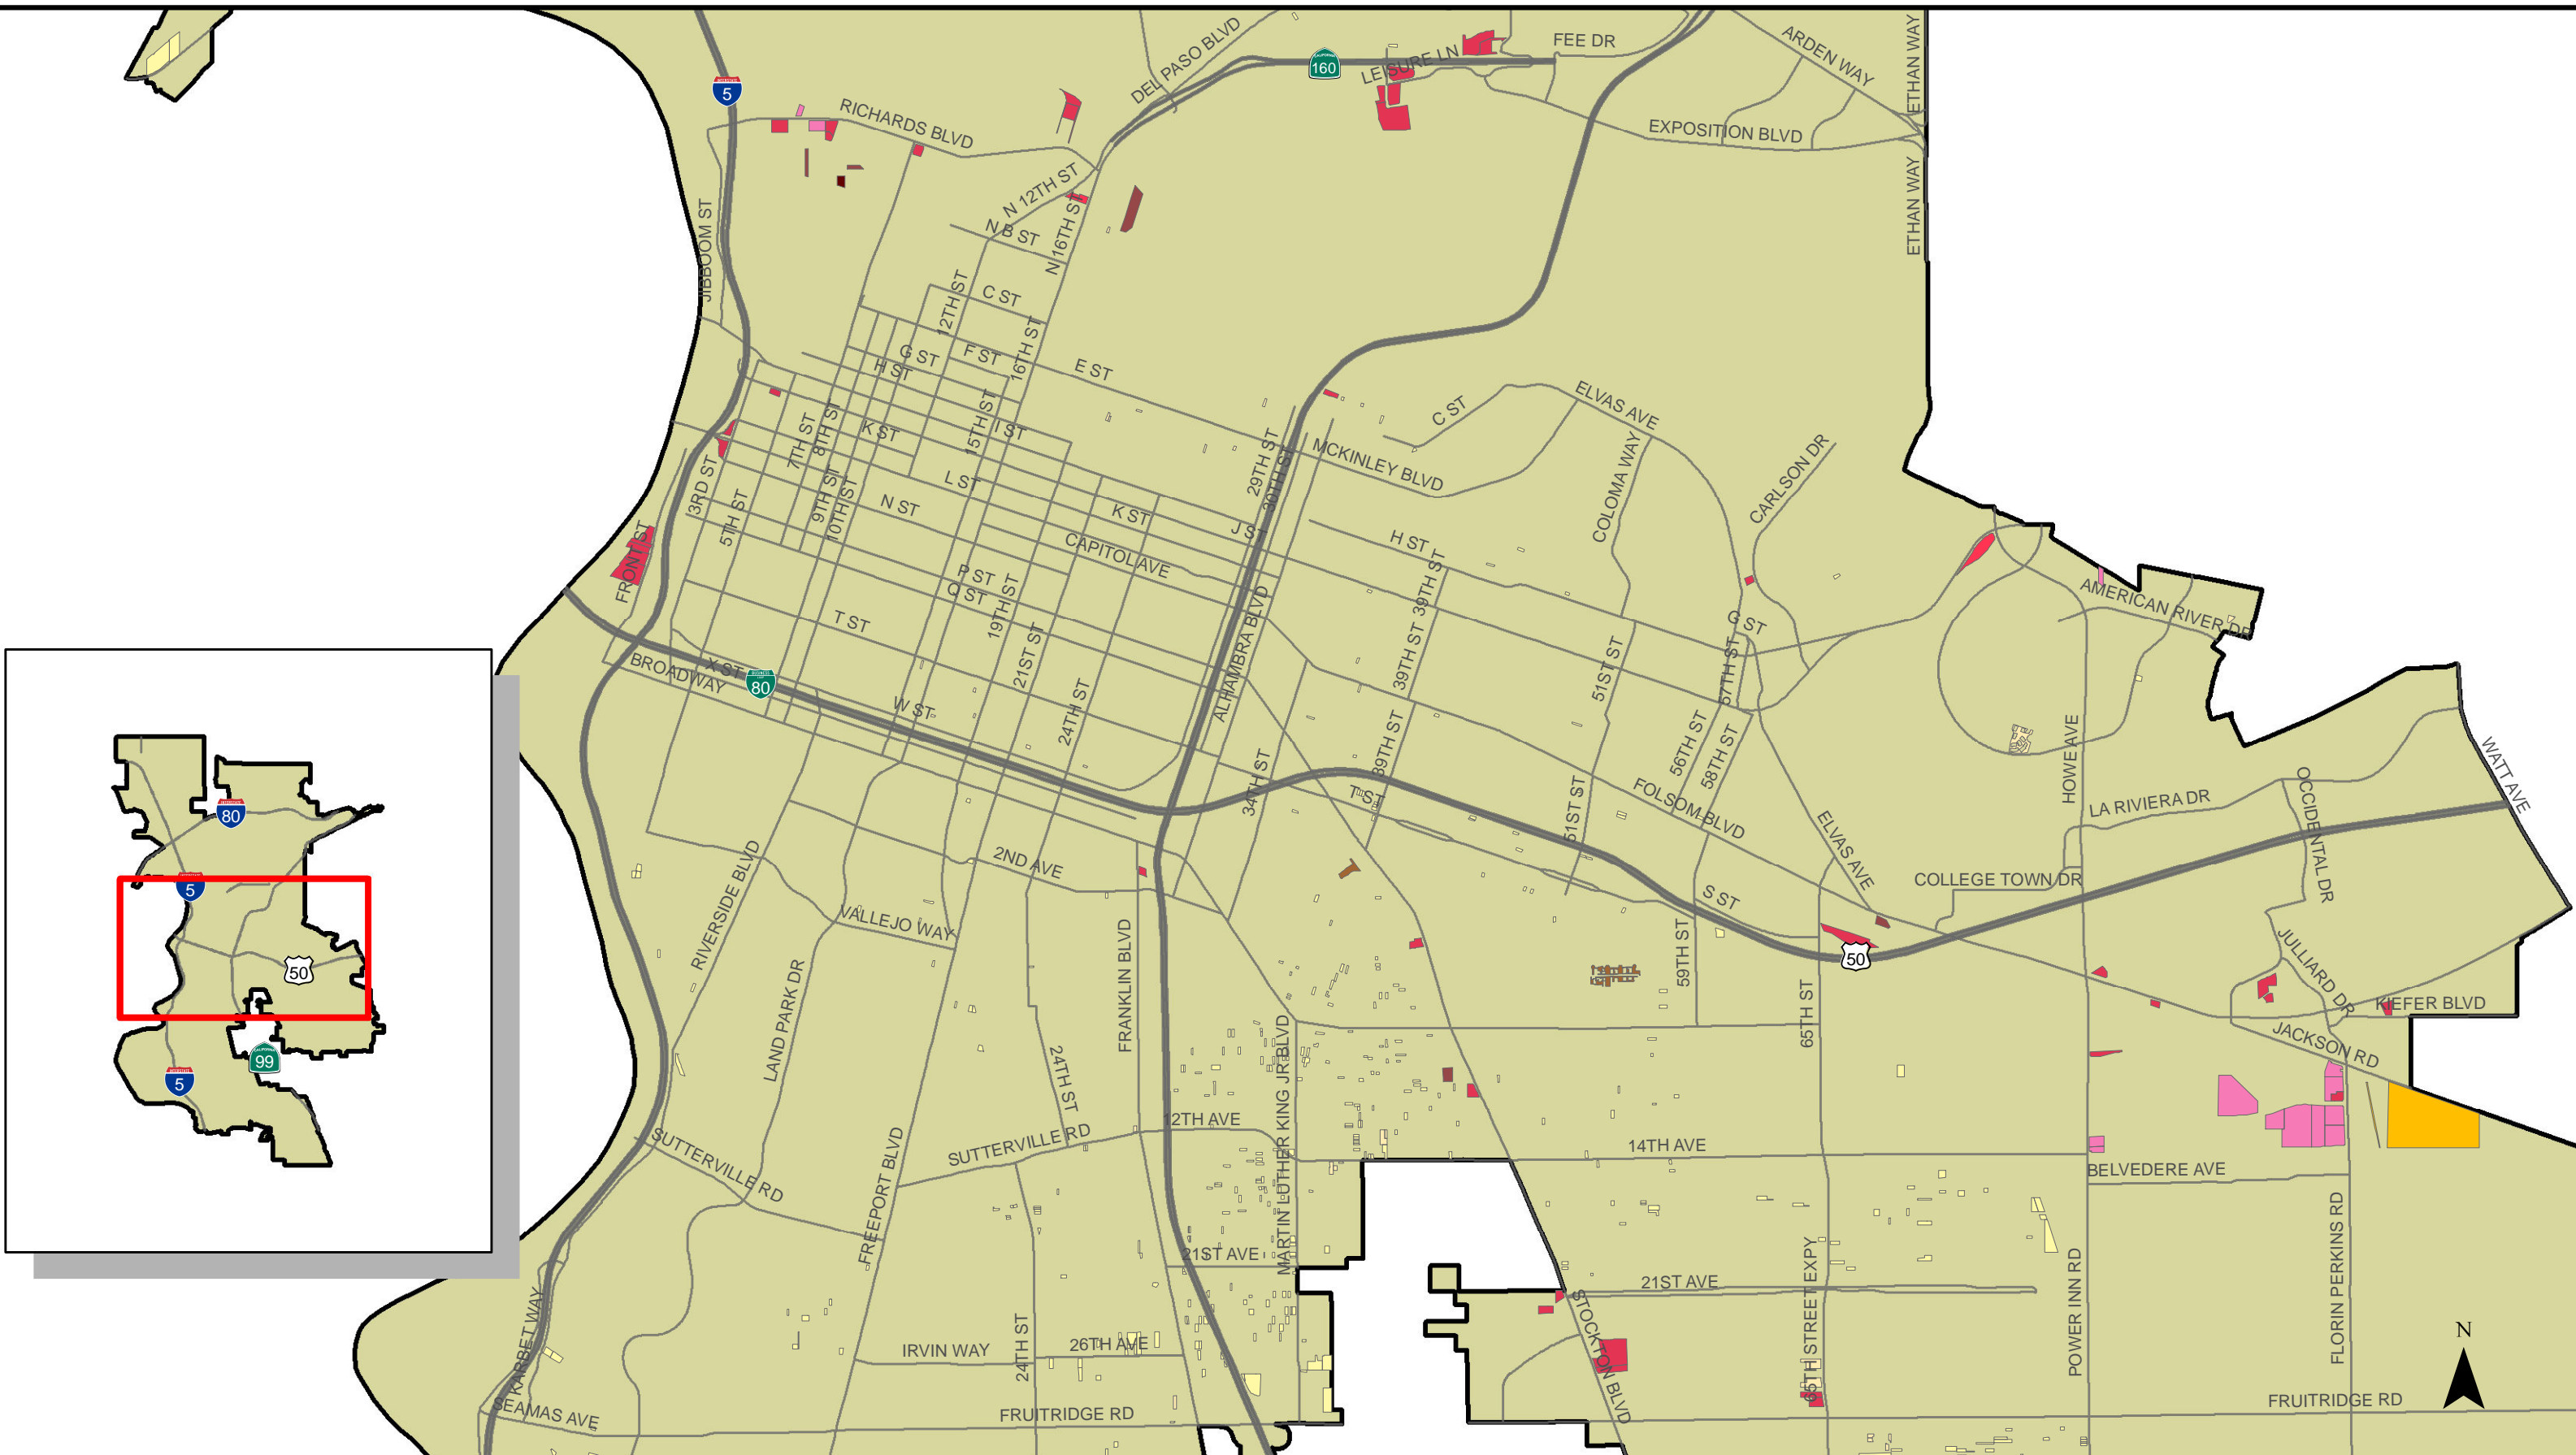 DEL PASO BLVD
CALIFORNIA
160
LEISURE LN
FEE DR
ARDEN WAY
ETHAN WAY
INTERSTATE
5
RICHARDS BLVD
EXPOSITION BLVD
ETHAN WAY
JIBBOOM ST
N 12TH ST
N B ST
N 16TH ST
C ST
12TH ST
16TH ST
G ST
F ST
H ST
E ST
ELVAS AVE
C ST
7TH ST
8TH ST
K ST
15TH ST
I ST
29TH ST
30TH ST
MCKINLEY BLVD
COLOMA WAY
CARLSON DR
3RD ST
5TH ST
9TH ST
10TH ST
L ST
N ST
K ST
J ST
H ST
CAPITOL AVE
FRONT ST
P ST
Q ST
19TH ST
39TH ST
39TH ST
AMERICAN RIVER DR
T ST
21ST ST
ALHAMBRA BLVD
51ST ST
G ST
57TH ST
BROADWAY
X ST
80
W ST
24TH ST
34TH ST
39TH ST
T ST
51ST ST
56TH ST
58TH ST
FOLSOM BLVD
HOWE AVE
WATT AVE
LA RIVIERA DR
OCCIDENTAL DR
ELVAS AVE
COLLEGE TOWN DR
2ND AVE
RIVERSIDE BLVD
VALLEJO WAY
S ST
50
59TH ST
65TH ST
FRANKLIN BLVD
LAND PARK DR
JULLIARD DR
KIEFER BLVD
JACKSON RD
24TH ST
MARTIN LUTHER KING JR BLVD
12TH AVE
SUTTERVILLE RD
SUTTERVILLE RD
14TH AVE
BELVEDERE AVE
FREEPORT BLVD
21ST AVE
21ST AVE
STOCKTON BLVD
65TH STREET EXPY
POWER INN RD
FLORIN PERKINS RD
KARBET WAY
IRVIN WAY
24TH ST
26TH AVE
SEAMAS AVE
FRUITRIDGE RD
FRUITRIDGE RD
N
INTERSTATE
80
INTERSTATE
5
50
CALIFORNIA
99
INTERSTATE
5
ETHAN WAY